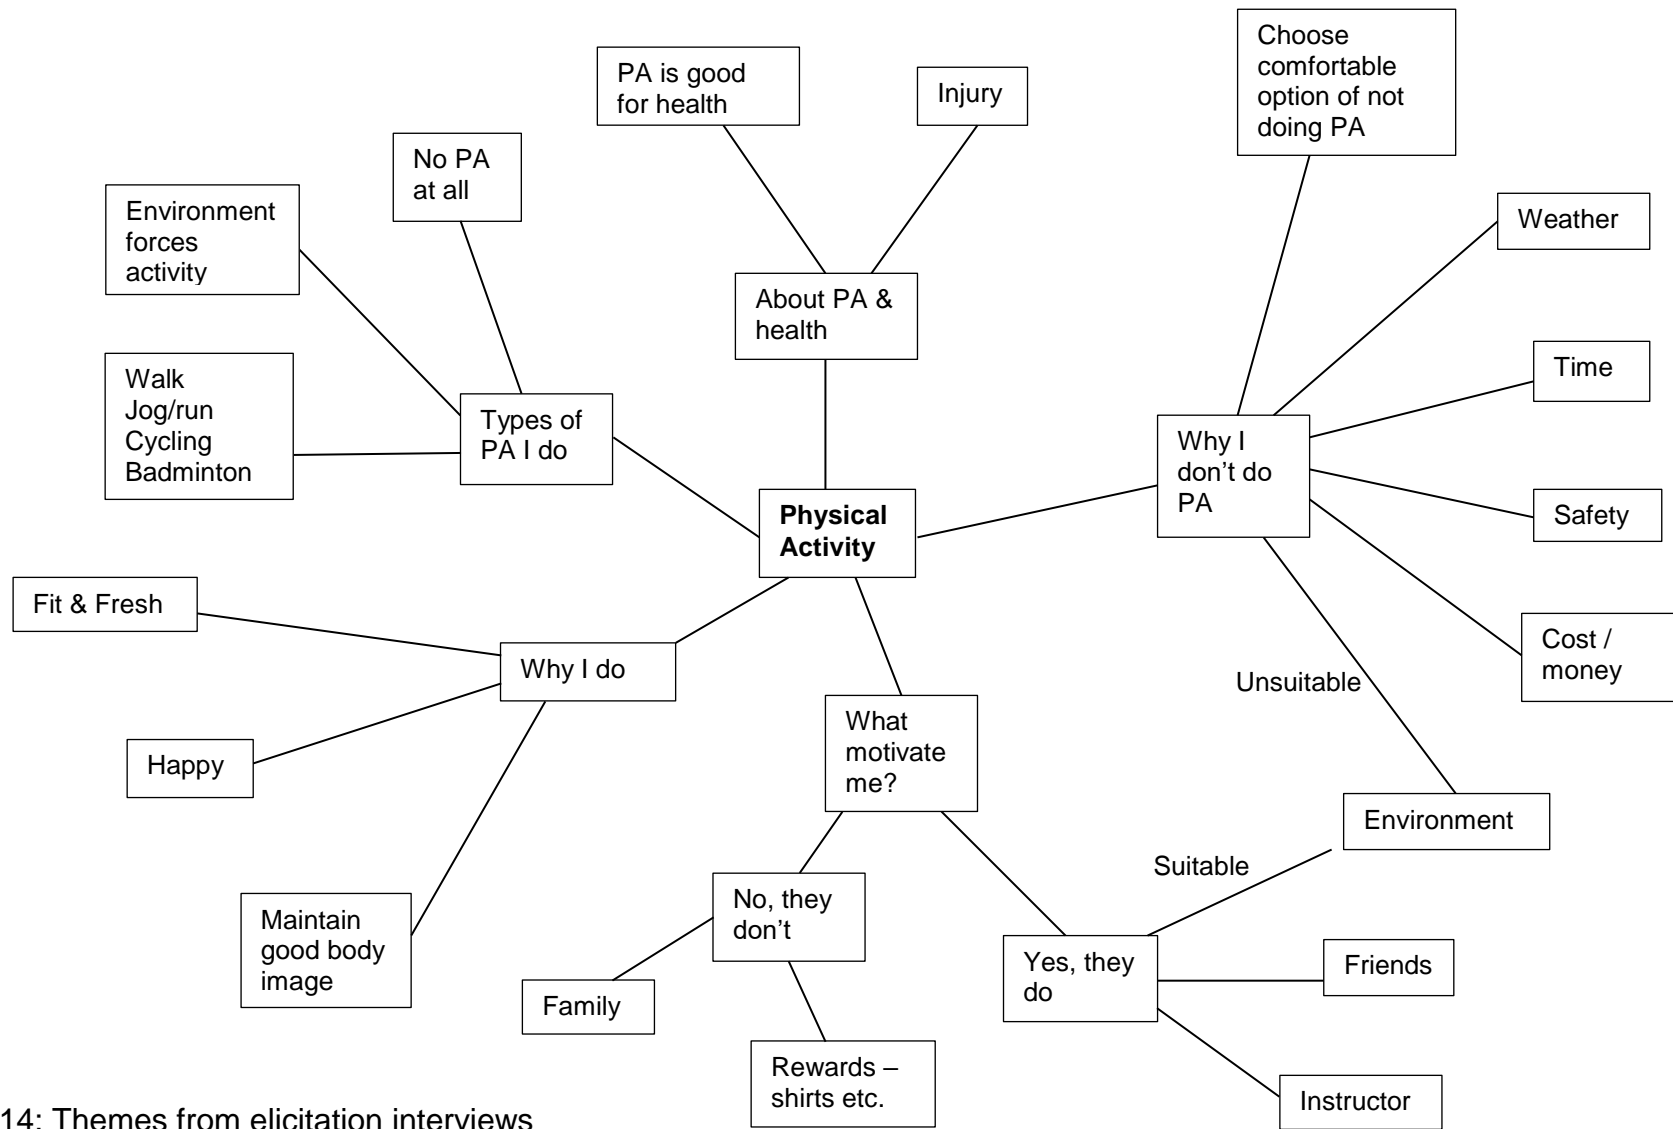 Choose
comfortable
option of not
doing PA
PA is good
for health
Injury
No PA
at all
Environment
forces
activity
Weather
About PA &
health
Time
Walk
Jog/run
Cycling
Badminton
Types of
PA I do
Why I
don’t do
PA
Physical
Activity
Safety
Fit & Fresh
Why I do
Cost /
money
Unsuitable
What
motivate
me?
Happy
Environment
Suitable
No, they
don’t
Maintain
good body
image
Yes, they
do
Friends
Family
Rewards –
shirts etc.
Instructor
14: Themes from elicitation interviews